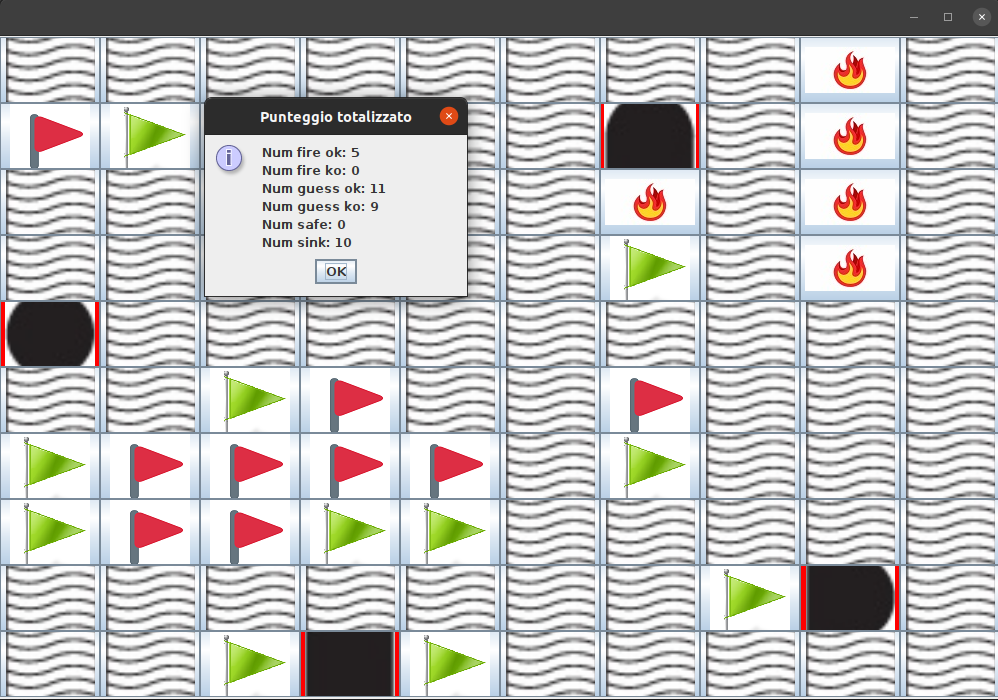 Punteggio totalizzato
Num fire ok: 5
Num fire ko: 0
Num guess ok: 11
Num guess ko: 9
Num safe: 0
Num sink: 10
OK